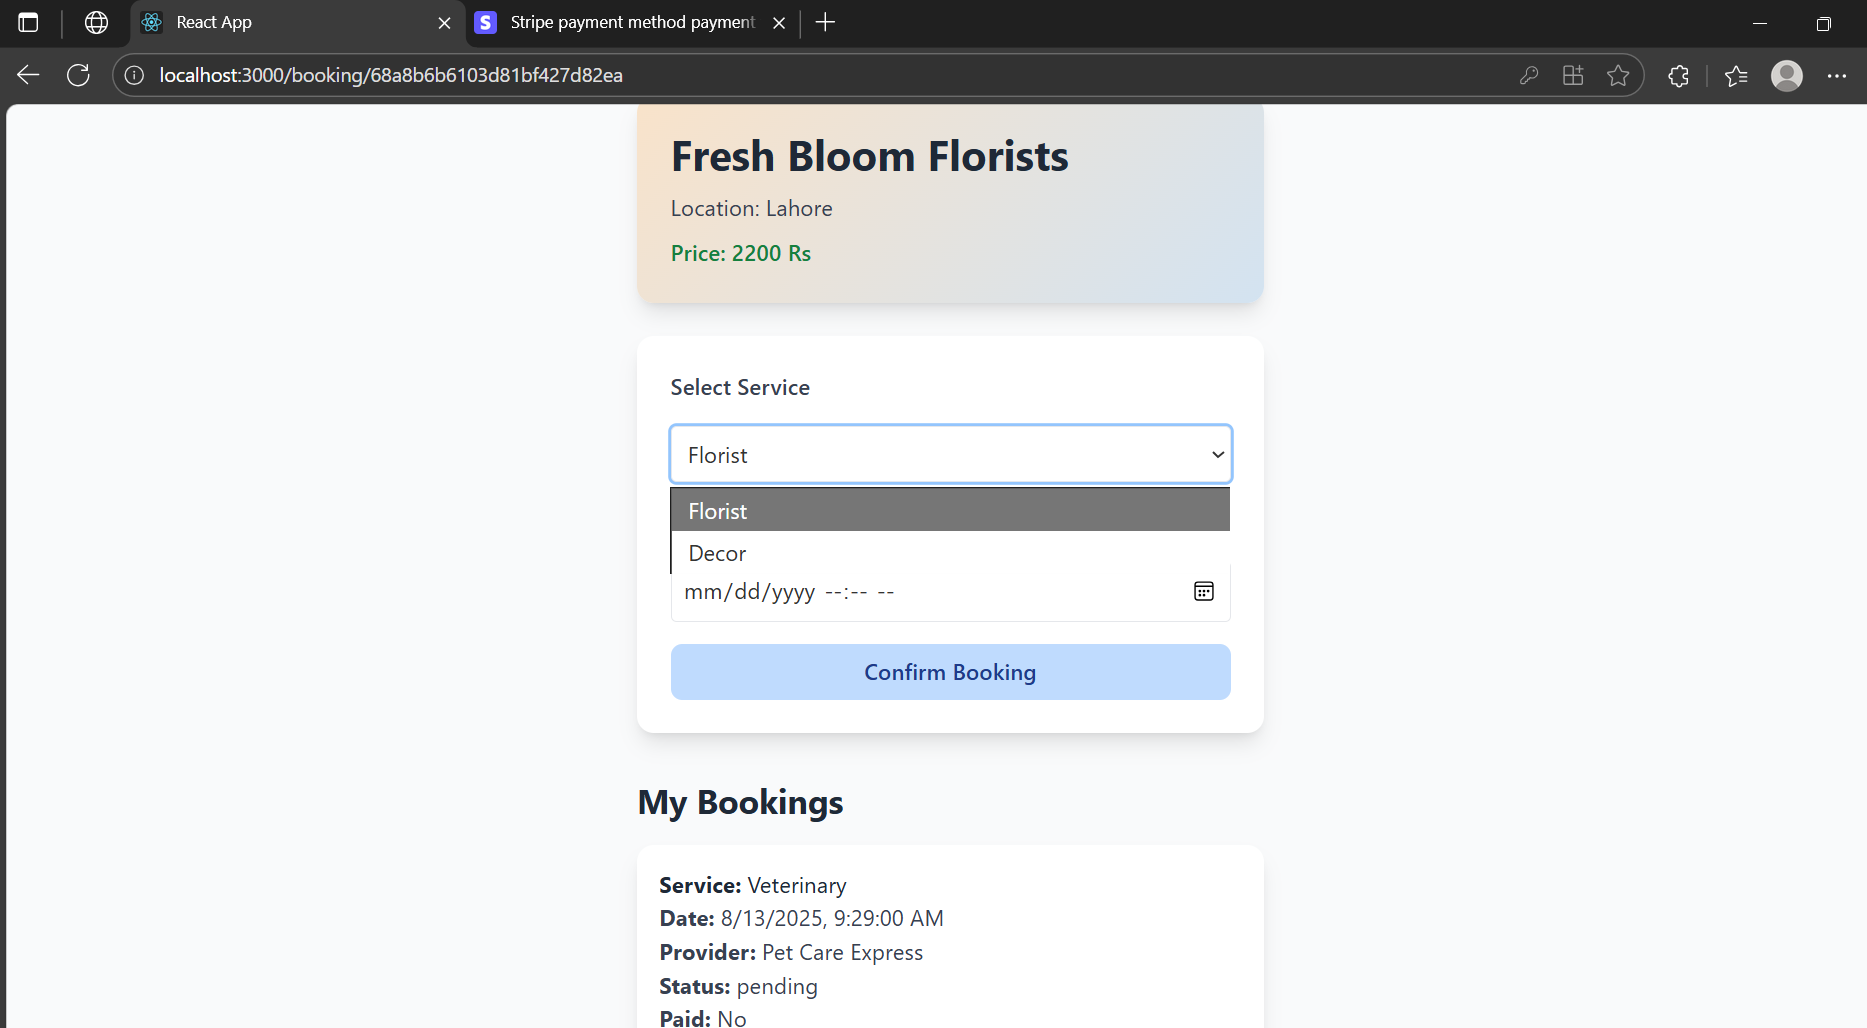 React App
Stripe payment method payment
localhost:3000/booking/68a8b6b6103d81bf427d82ea
Fresh Bloom Florists
Location: Lahore
Price: 2200 Rs
Select Service
Florist
Florist
Decor
mm/dd/yyyy --:-- --
Confirm Booking
My Bookings
Service: Veterinary
Date: 8/13/2025, 9:29:00 AM
Provider: Pet Care Express
Status: pending
Paid: No